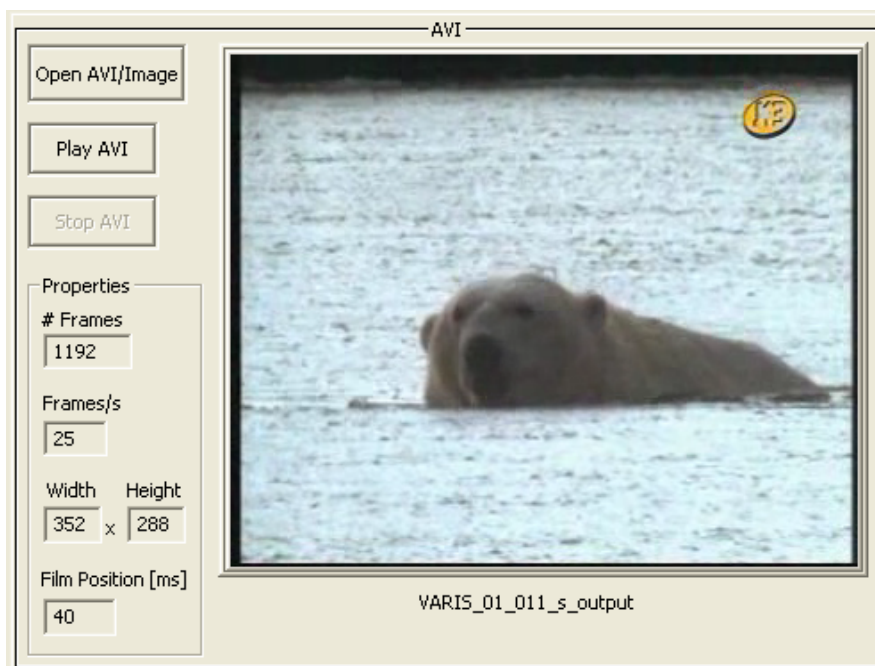 AVI
Open AVI/Image
Play AVI
Stop AVI
Properties
# Frames
1192
Frames/s
25
Width Height
352 x 288
Film Position [ms]
40
VARIS_01_011_s_output